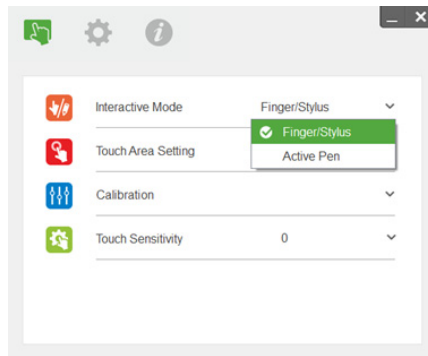 Interactive Mode Finger/Stylus
Finger/Stylus
Touch Area Setting
Active Pen
Calibration
Touch Sensitivity 0